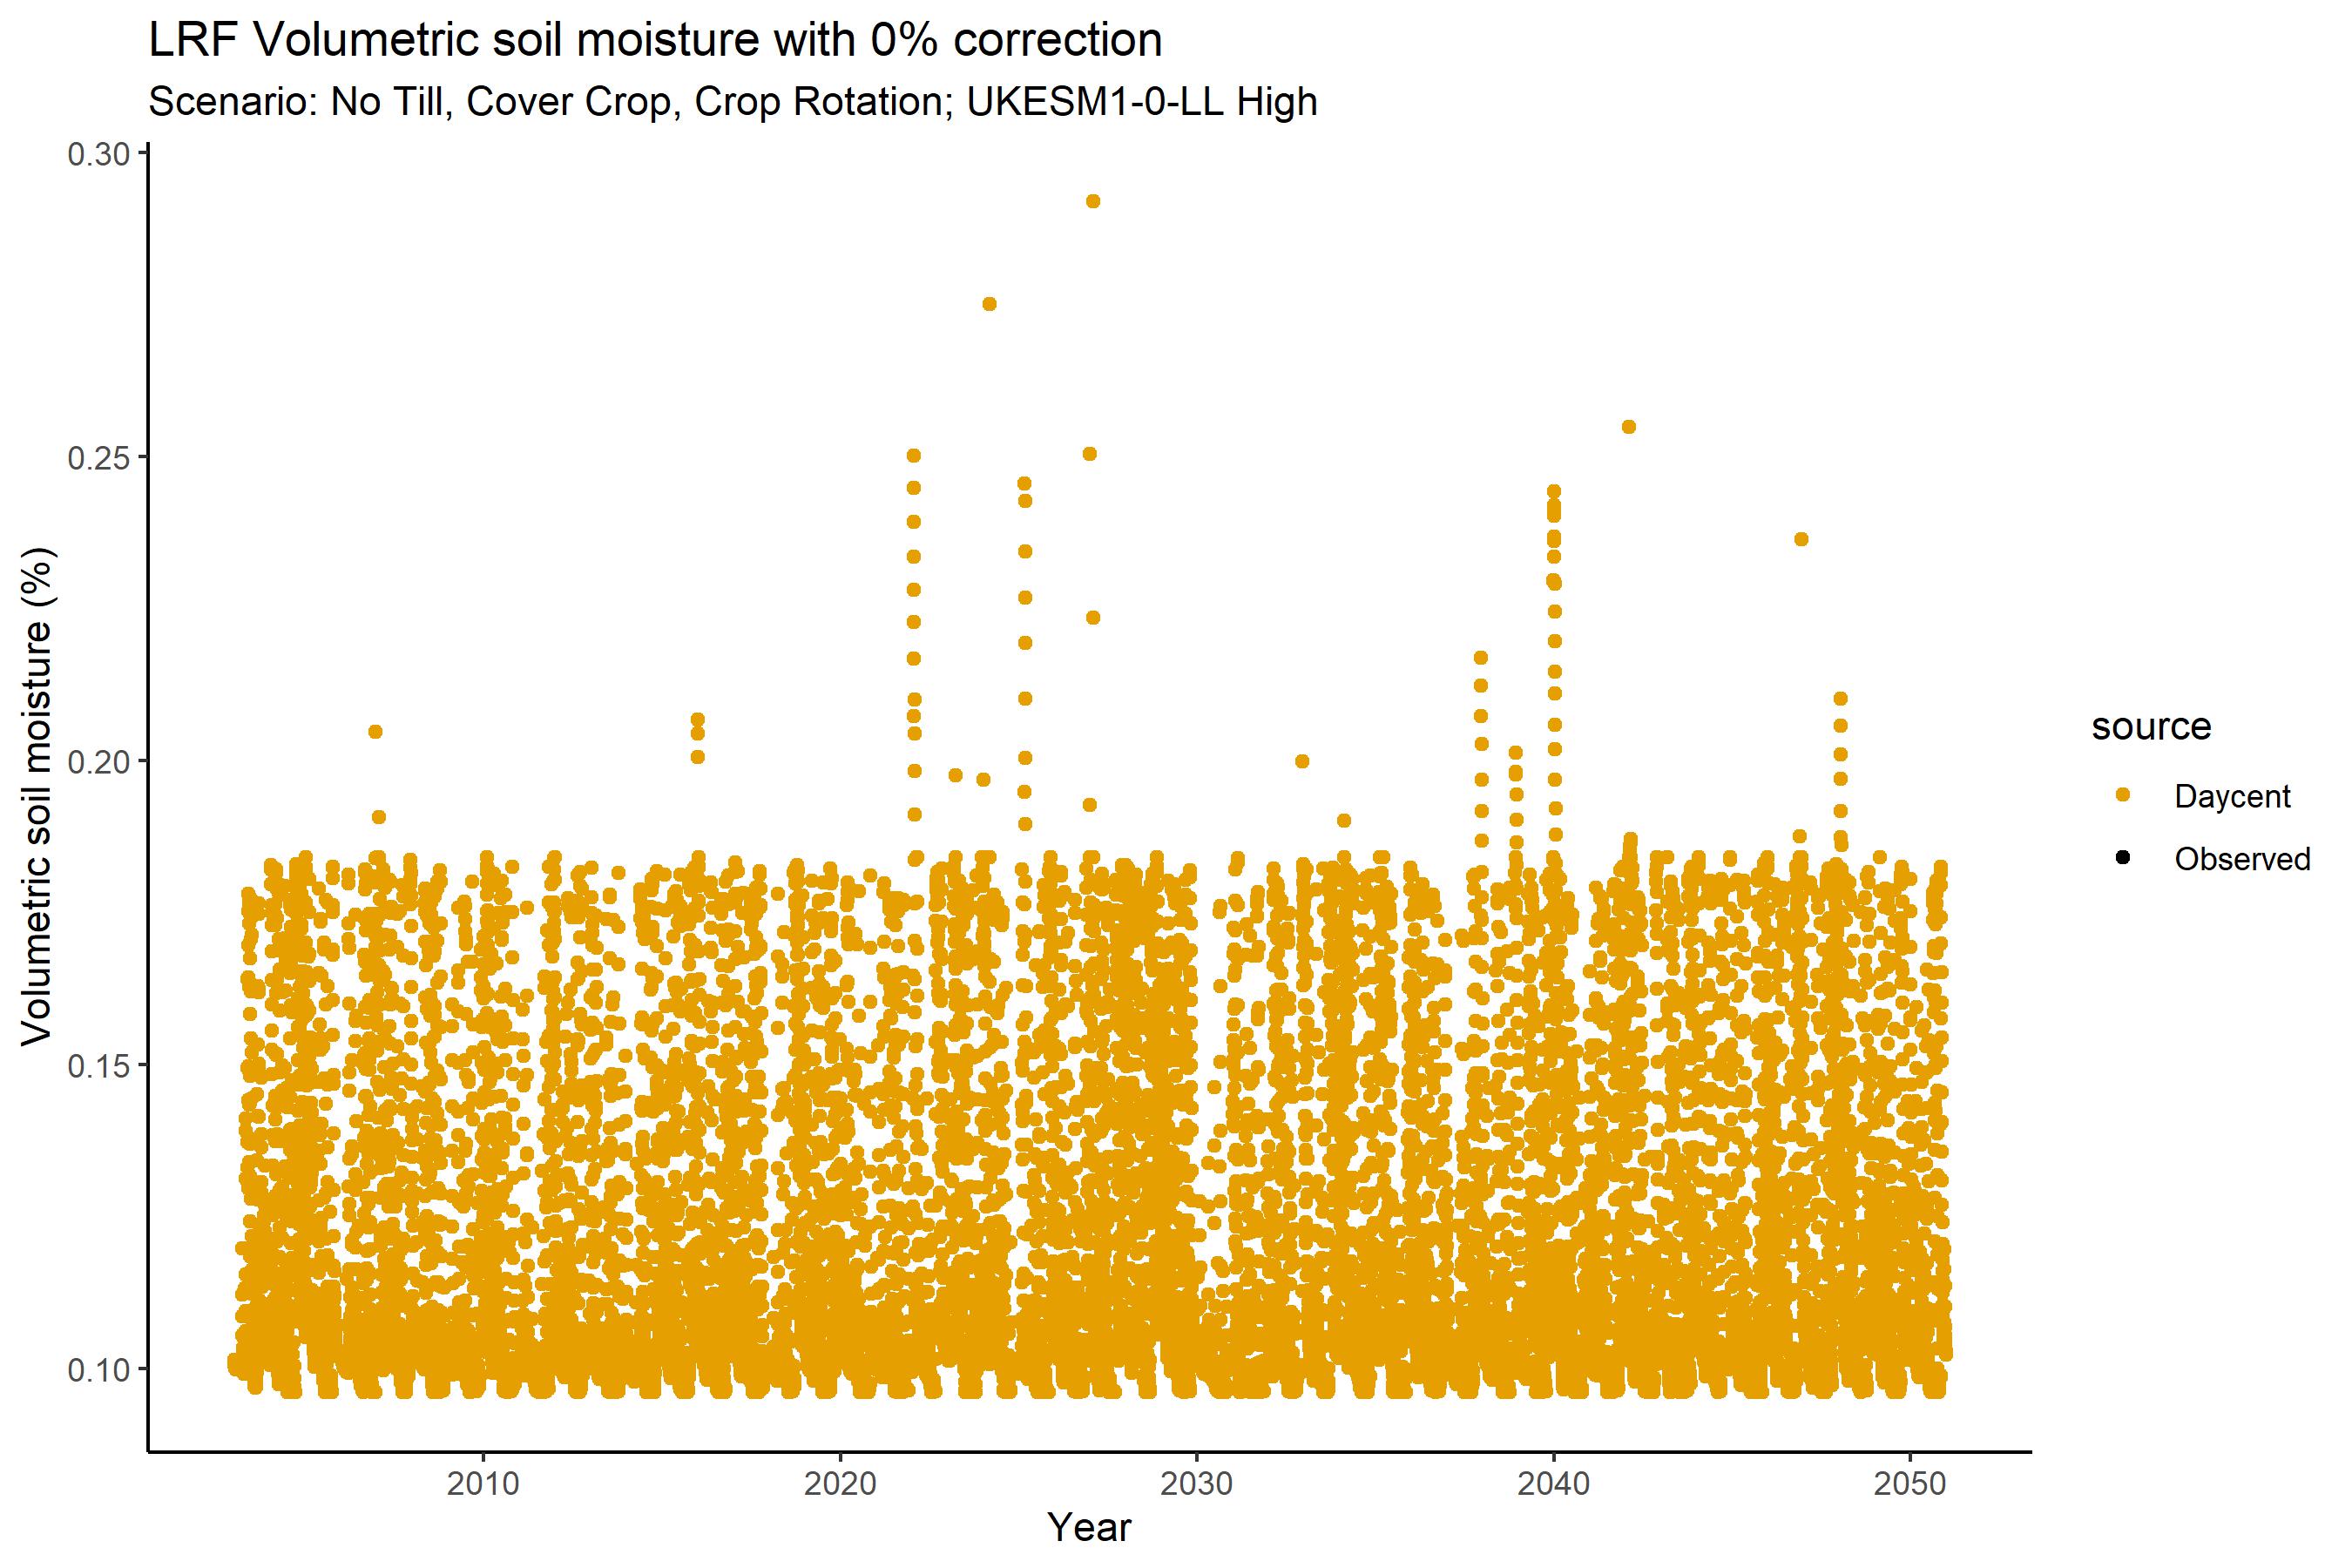 LRF Volumetric soil moisture with 0% correction
Scenario: No Till, Cover Crop, Crop Rotation; UKESM1-0-LL High
Volumetric soil moisture (%)
0.30
0.25
0.20
0.15
0.10
2010
2020
2030
2040
2050
Year
source
Daycent
Observed